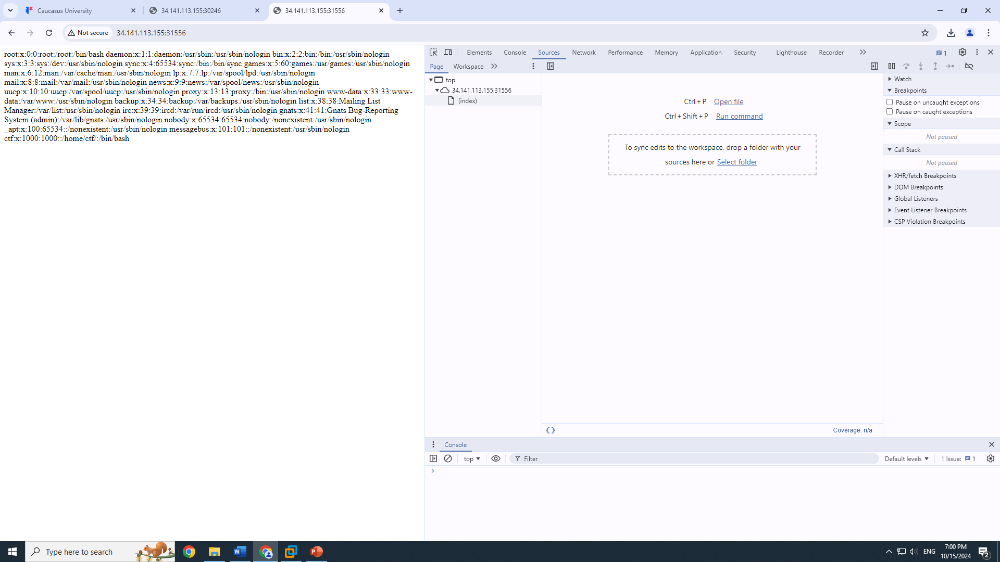 Caucasus University
34.141.113.155:30246
34.141.113.155:31556
Not secure
34.141.113.155:31556
root:x:0:0:root:/root:/bin/bash daemon:x:1:1:daemon:/usr/sbin:/usr/sbin/nologin bin:x:2:2:bin:/bin:/usr/sbin/nologin
sys:x:3:3:sys:/dev:/usr/sbin/nologin sync:x:4:65534:sync:/bin:/bin/sync games:x:5:60:games:/usr/games:/usr/sbin/nologin
man:x:6:12:man:/var/cache/man:/usr/sbin/nologin lp:x:7:7:lp:/var/spool/lpd:/usr/sbin/nologin
mail:x:8:8:mail:/var/mail:/usr/sbin/nologin news:x:9:9:news:/var/spool/news:/usr/sbin/nologin
uucp:x:10:10:uucp:/var/spool/uucp:/usr/sbin/nologin proxy:x:13:13:proxy:/bin:/usr/sbin/nologin www-data:x:33:33:www-
data:/var/www:/usr/sbin/nologin backup:x:34:34:backup:/var/backups:/usr/sbin/nologin list:x:38:38:Mailing List
Manager:/var/list:/usr/sbin/nologin irc:x:39:39:ircd:/var/run/ircd:/usr/sbin/nologin gnats:x:41:41:Gnats Bug-Reporting
System (admin):/var/lib/gnats:/usr/sbin/nologin nobody:x:65534:65534:nobody:/nonexistent:/usr/sbin/nologin
_apt:x:100:65534::/nonexistent:/usr/sbin/nologin messagebus:x:101:101::/nonexistent:/usr/sbin/nologin
ctf:x:1000:1000::/home/ctf/:/bin/bash
Elements Console Sources Network Performance Memory Application Security Lighthouse Recorder 1
Page Workspace
top
34.141.113.155:31556
(index)
Ctrl + P Open file
Ctrl + Shift + P Run command
To sync edits to the workspace, drop a folder with your
sources here or Select folder
{} Coverage: n/a
Watch
Breakpoints
Pause on uncaught exceptions
Pause on caught exceptions
Scope
Not paused
Call Stack
Not paused
XHR/fetch Breakpoints
DOM Breakpoints
Global Listeners
Event Listener Breakpoints
CSP Violation Breakpoints
Console
top Filter Default levels 1 Issue: 1
Type here to search
ENG
7:00 PM
10/15/2024
2